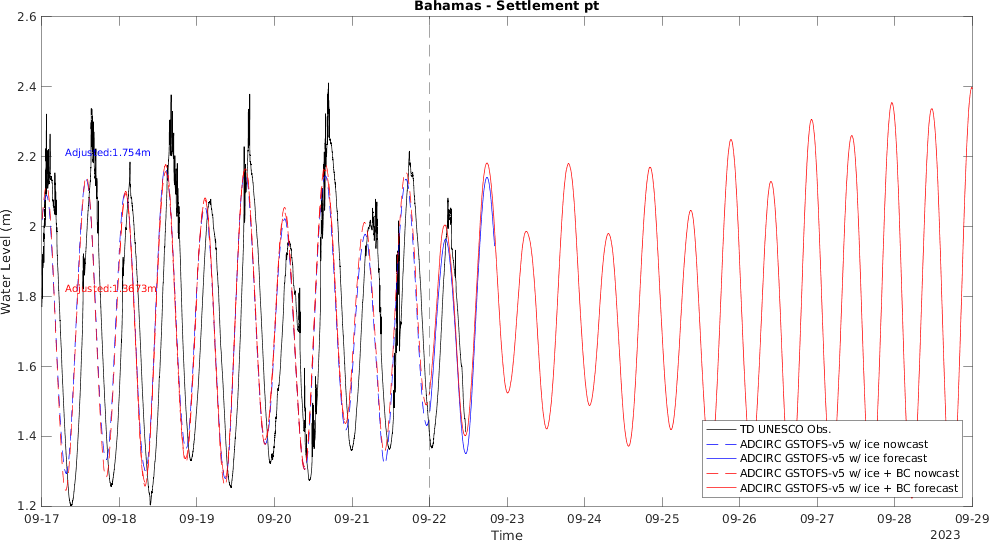 Bahamas - Settlement pt
2.6
2.4
2.2
2
1.8
1.6
1.4
1.2
Water Level (m)
Adjusted:1.754m
Adjusted:1.3673m
TD UNESCO Obs.
ADCIRC GSTOFS-v5 w/ ice nowcast
ADCIRC GSTOFS-v5 w/ ice forecast
ADCIRC GSTOFS-v5 w/ ice + BC nowcast
ADCIRC GSTOFS-v5 w/ ice + BC forecast
09-17 09-18 09-19 09-20 09-21 09-22 09-23 09-24 09-25 09-26 09-27 09-28 09-29
Time
2023